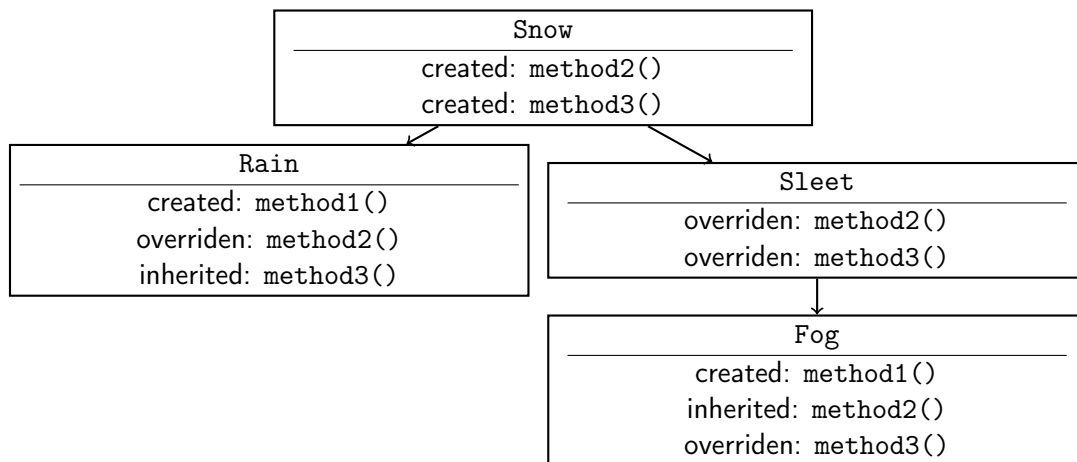 Snow
created: method2()
created: method3()
Rain
created: method1()
overriden: method2()
inherited: method3()
Sleet
overriden: method2()
overriden: method3()
Fog
created: method1()
inherited: method2()
overriden: method3()